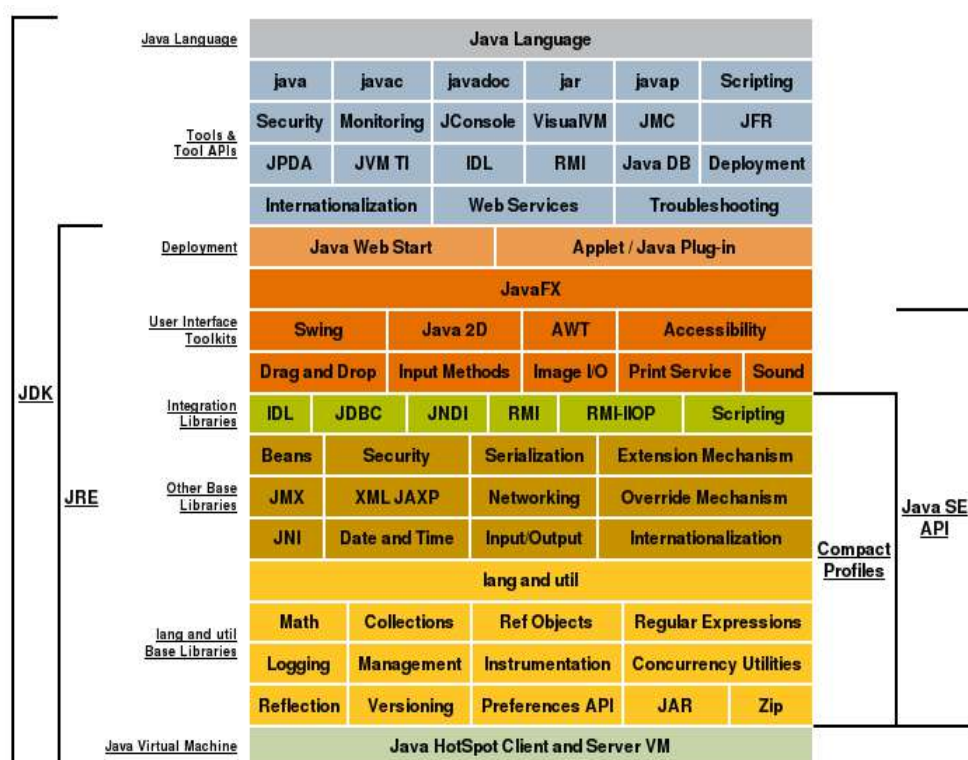 Java Language Java Language
java javac javadoc jar javap Scripting
Security Monitoring JConsole VisualVM JMC JFR
Tools &
Tool APIs
JPDA JVM TI IDL RMI Java DB Deployment
Internationalization Web Services Troubleshooting
Deployment Java Web Start Applet / Java Plug-in
JavaFX
User Interface
Toolkits
Swing Java 2D AWT Accessibility
Drag and Drop Input Methods Image I/O Print Service Sound
JDK
Integration
Libraries
IDL JDBC JNDI RMI RMI-IIOP Scripting
Beans Security Serialization Extension Mechanism
JRE
Other Base
Libraries
JMX XML JAXP Networking Override Mechanism
Java SE
API
JNI Date and Time Input/Output Internationalization
Compact
Profiles
lang and util
Math Collections Ref Objects Regular Expressions
lang and util
Base Libraries
Logging Management Instrumentation Concurrency Utilities
Reflection Versioning Preferences API JAR Zip
Java Virtual Machine Java HotSpot Client and Server VM